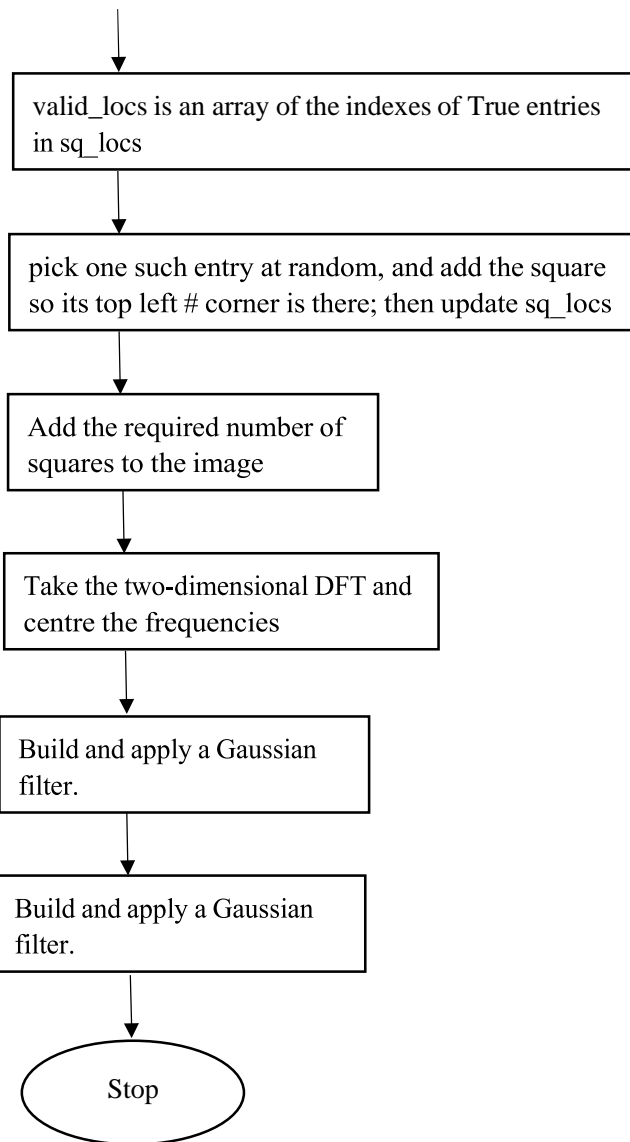 valid_locs is an array of the indexes of True entries
in sq_locs
pick one such entry at random, and add the square
so its top left # corner is there; then update sq_locs
Add the required number of
squares to the image
Take the two-dimensional DFT and
centre the frequencies
Build and apply a Gaussian
filter.
Build and apply a Gaussian
filter.
Stop